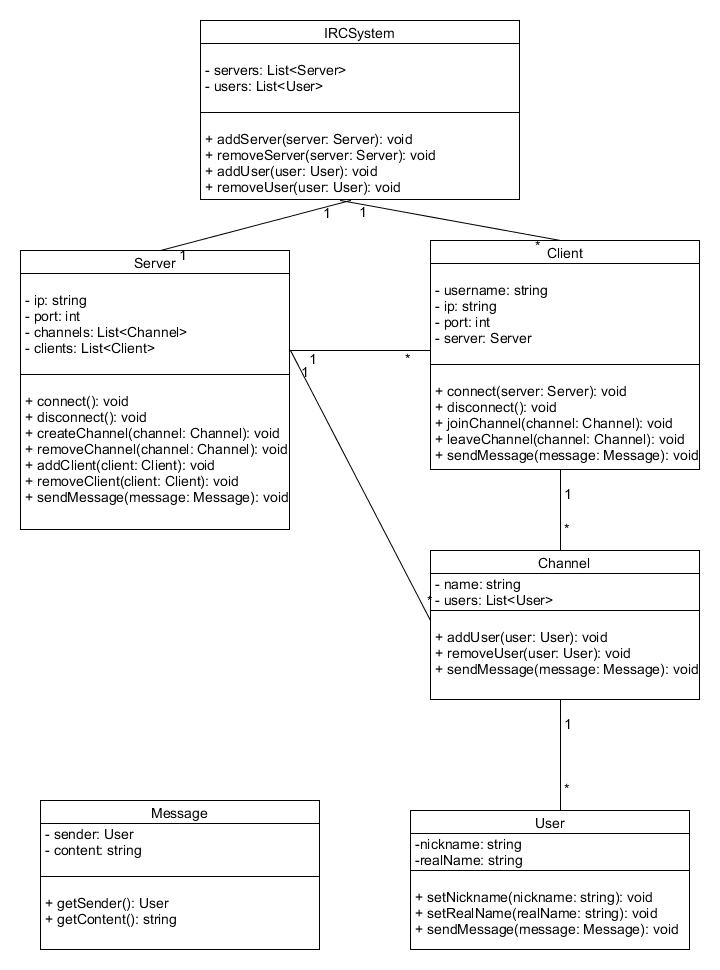 IRCSystem
- servers: List<Server>
- users: List<User>
+ addServer(server: Server): void
+ removeServer(server: Server): void
+ addUser(user: User): void
+ removeUser(user: User): void
1
1
1
*
Server
- ip: string
- port: int
- channels: List<Channel>
- clients: List<Client>
+ connect(): void
+ disconnect(): void
+ createChannel(channel: Channel): void
+ removeChannel(channel: Channel): void
+ addClient(client: Client): void
+ removeClient(client: Client): void
+ sendMessage(message: Message): void
1
*
1
Client
- username: string
- ip: string
- port: int
- server: Server
+ connect(server: Server): void
+ disconnect(): void
+ joinChannel(channel: Channel): void
+ leaveChannel(channel: Channel): void
+ sendMessage(message: Message): void
1
*
*
Channel
- name: string
- users: List<User>
+ addUser(user: User): void
+ removeUser(user: User): void
+ sendMessage(message: Message): void
1
*
Message
- sender: User
- content: string
+ getSender(): User
+ getContent(): string
User
-nickname: string
-realName: string
+ setNickname(nickname: string): void
+ setRealName(realName: string): void
+ sendMessage(message: Message): void